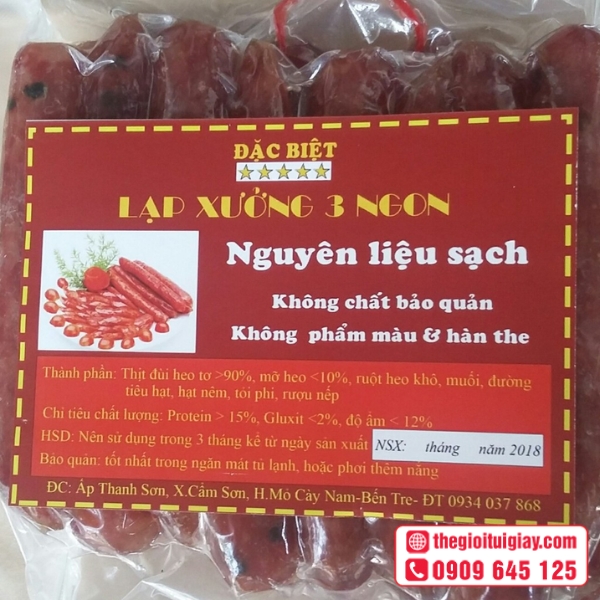 ĐẶC BIỆT
LẠP XƯỞNG 3 NGON
Nguyên liệu sạch
Không chất bảo quản
Không phẩm màu & hàn the
Thành phần: Thịt đùi heo tơ >90%, mỡ heo <10%, ruột heo khô, muối, đường
tiêu hạt, hạt nêm, tỏi phi, rượu nếp
Chỉ tiêu chất lượng: Protein > 15%, Gluxit <2%, độ ẩm < 12%
HSD: Nên sử dụng trong 3 tháng kể từ ngày sản xuất NSX: tháng năm 2018
Bảo quản: tốt nhất trong ngăn mát tủ lạnh, hoặc phơi thêm nắng
ĐC: Ấp Thanh Sơn, X.Cẩm Sơn, H.Mỏ Cày Nam-Bến Tre- ĐT 0934 037 868
thegioituigiay.com
0909 645 125